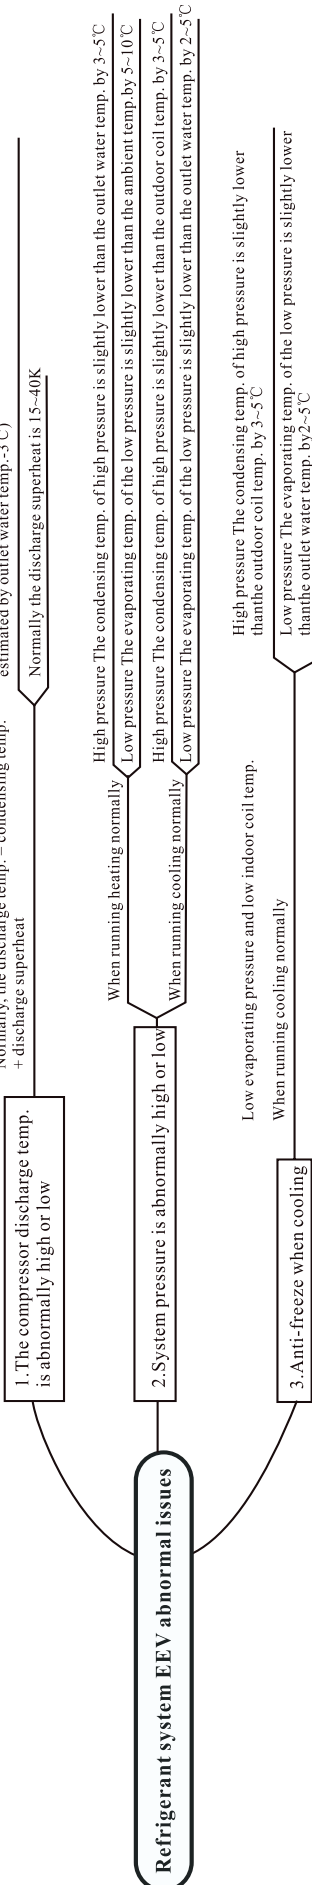 Refrigerant system EEV abnormal issues
1.The compressor discharge temp.
is abnormally high or low
Normally, the discharge temp. = condensing temp.
+ discharge superheat
estimated by outlet water temp.-3℃)
Normally the discharge superheat is 15~40K
2.System pressure is abnormally high or low
When running heating normally
High pressure The condensing temp. of high pressure is slightly lower than the outlet water temp. by 3~5℃
Low pressure The evaporating temp. of the low pressure is slightly lower than the ambient temp.by 5~10℃
When running cooling normally
High pressure The condensing temp. of high pressure is slightly lower than the outdoor coil temp. by 3~5℃
Low pressure The evaporating temp. of the low pressure is slightly lower than the outlet water temp. by 2~5℃
3.Anti-freeze when cooling
Low evaporating pressure and low indoor coil temp.
When running cooling normally
High pressure The condensing temp. of high pressure is slightly lower
thanthe outdoor coil temp. by 3~5℃
Low pressure The evaporating temp. of the low pressure is slightly lower
thanthe outlet water temp. by2~5℃